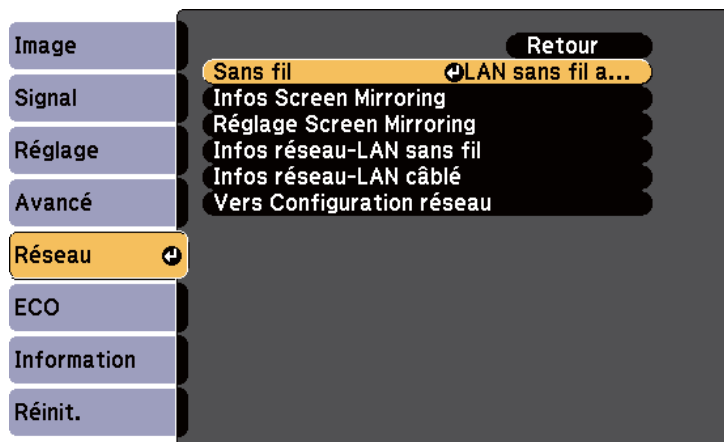 Image
Signal
Réglage
Avancé
Réseau
ECO
Information
Réinit.
Retour
Sans fil LAN sans fil a...
Infos Screen Mirroring
Réglage Screen Mirroring
Infos réseau-LAN sans fil
Infos réseau-LAN câblé
Vers Configuration réseau